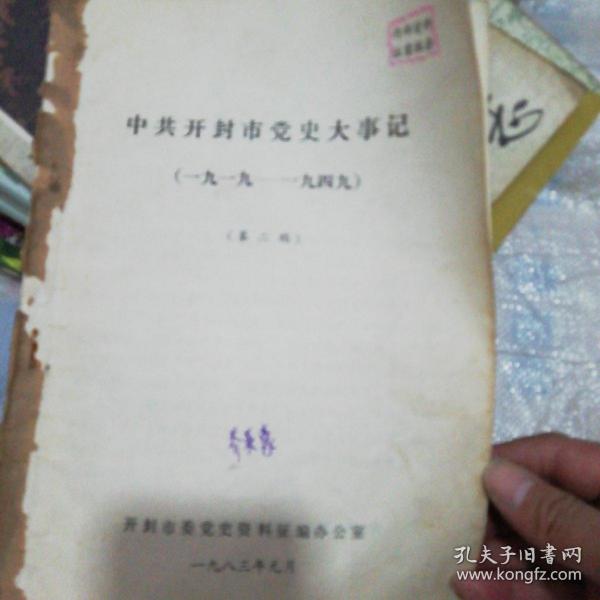 中共开封市党史大事记
(一九一九——一九四九)
(第二稿)
开封市委党史资料征编办公室
一九八三年元月
孔夫子旧书网
www.kongfz.com